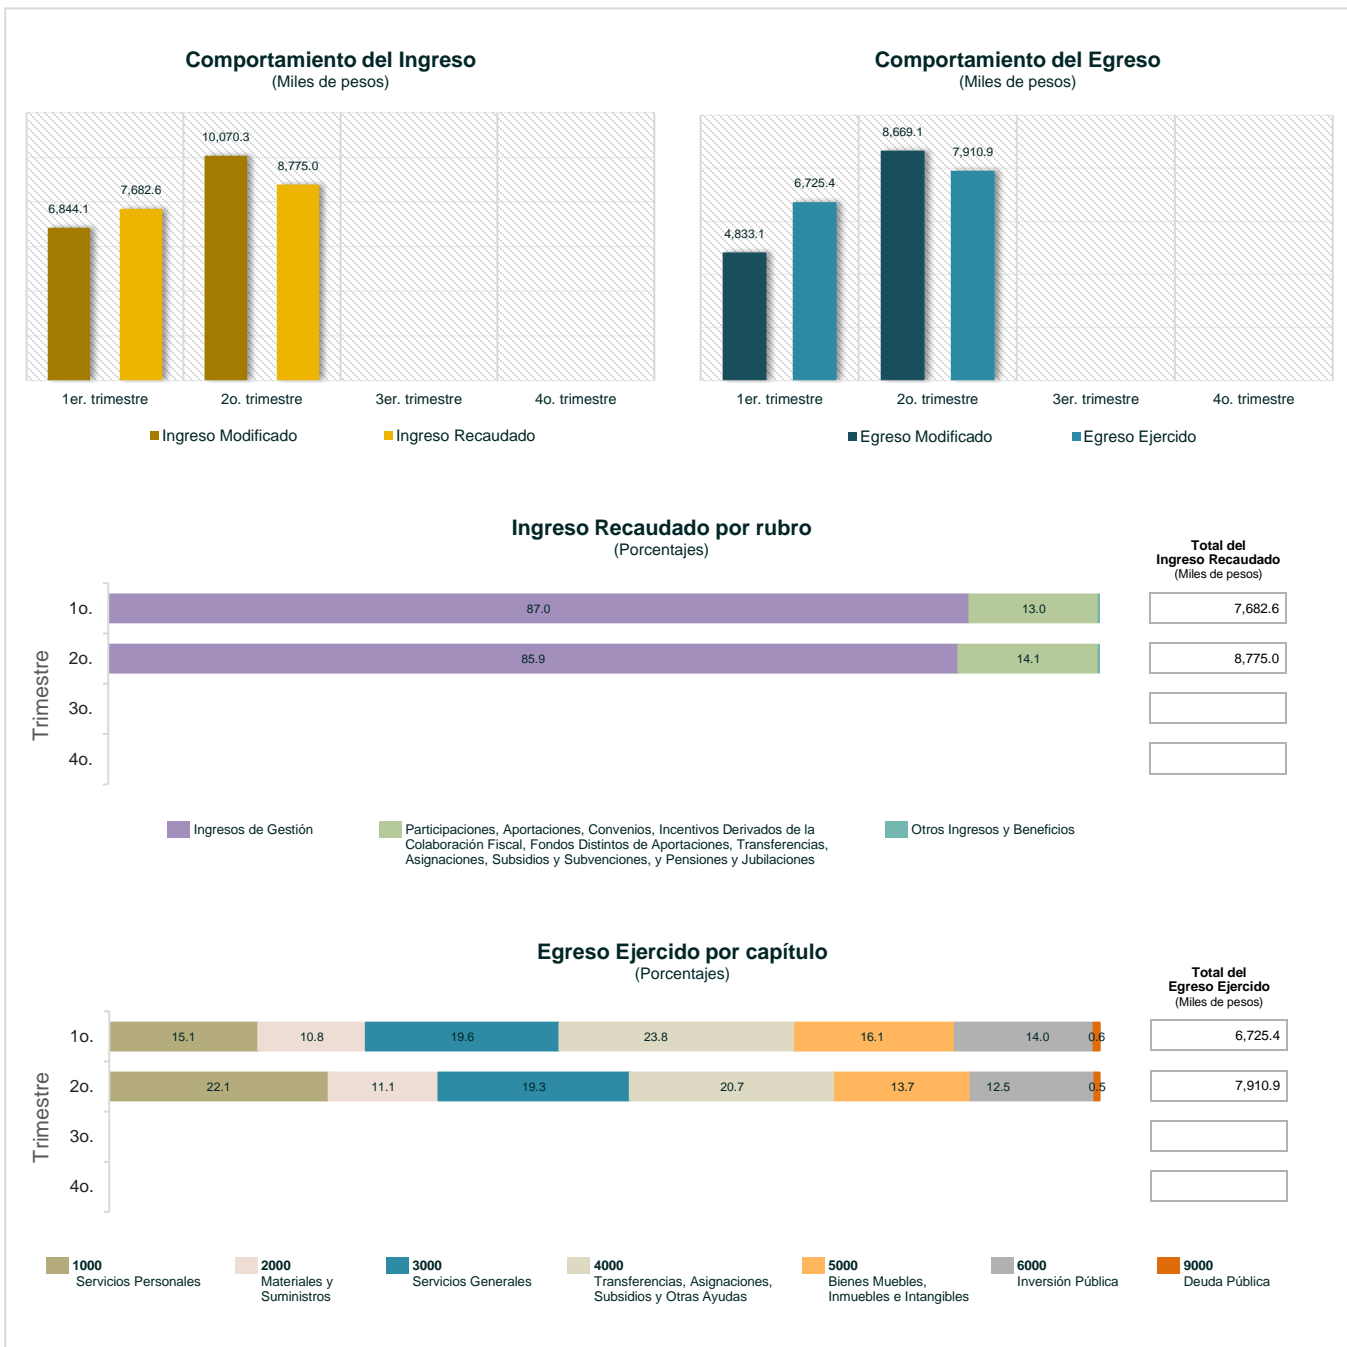 Comportamiento del Ingreso
(Miles de pesos)
10,070.3
8,775.0
7,682.6
6,844.1
1er. trimestre 2o. trimestre 3er. trimestre 4o. trimestre
Ingreso Modificado Ingreso Recaudado
Comportamiento del Egreso
(Miles de pesos)
8,669.1
7,910.9
6,725.4
4,833.1
1er. trimestre 2o. trimestre 3er. trimestre 4o. trimestre
Egreso Modificado Egreso Ejercido
Ingreso Recaudado por rubro
(Porcentajes)
Total del
Ingreso Recaudado
(Miles de pesos)
Trimestre
1o. 87.0 13.0 7,682.6
2o. 85.9 14.1 8,775.0
3o.
4o.
Ingresos de Gestión
Participaciones, Aportaciones, Convenios, Incentivos Derivados de la
Colaboración Fiscal, Fondos Distintos de Aportaciones, Transferencias,
Asignaciones, Subsidios y Subvenciones, y Pensiones y Jubilaciones
Otros Ingresos y Beneficios
Egreso Ejercido por capítulo
(Porcentajes)
Total del
Egreso Ejercido
(Miles de pesos)
Trimestre
1o. 15.1 10.8 19.6 23.8 16.1 14.0 0.6 6,725.4
2o. 22.1 11.1 19.3 20.7 13.7 12.5 0.5 7,910.9
3o.
4o.
1000
Servicios Personales
2000
Materiales y
Suministros
3000
Servicios Generales
4000
Transferencias, Asignaciones,
Subsidios y Otras Ayudas
5000
Bienes Muebles,
Inmuebles e Intangibles
6000
Inversión Pública
9000
Deuda Pública